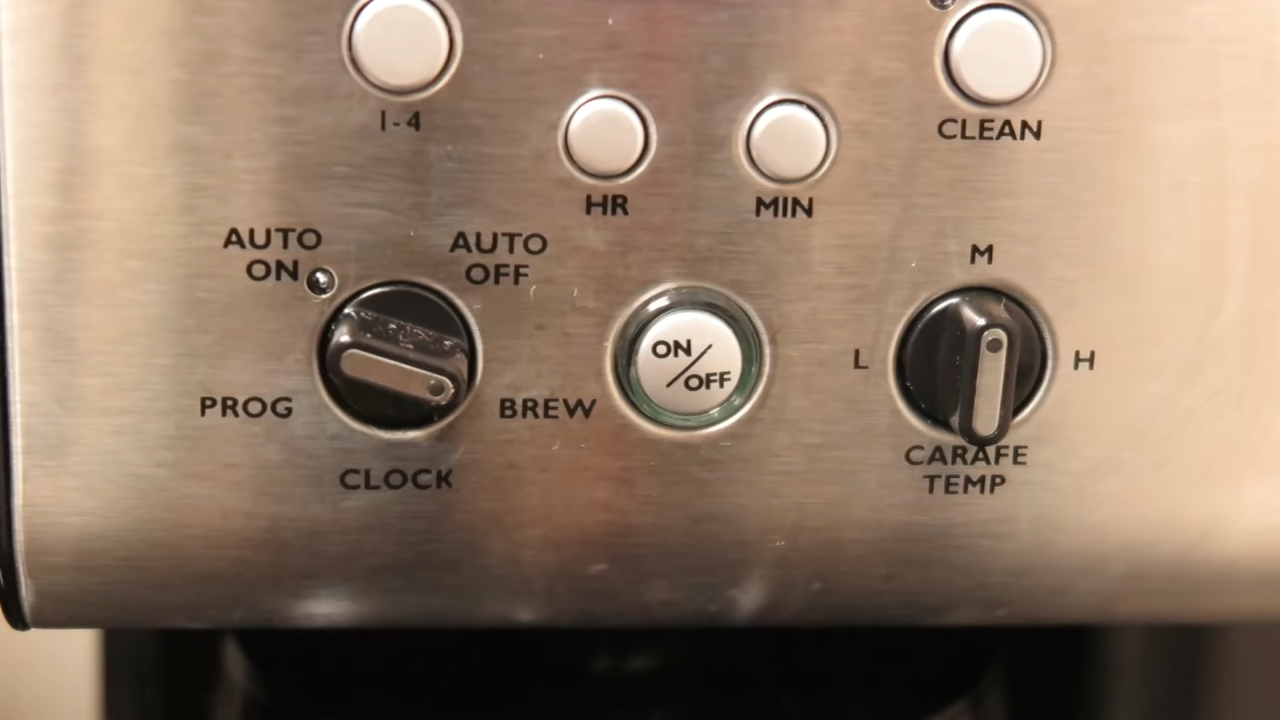 1-4
CLEAN
HR
MIN
AUTO
ON
AUTO
OFF
M
ON/OFF
L
H
PROG
BREW
CLOCK
CARAFE
TEMP